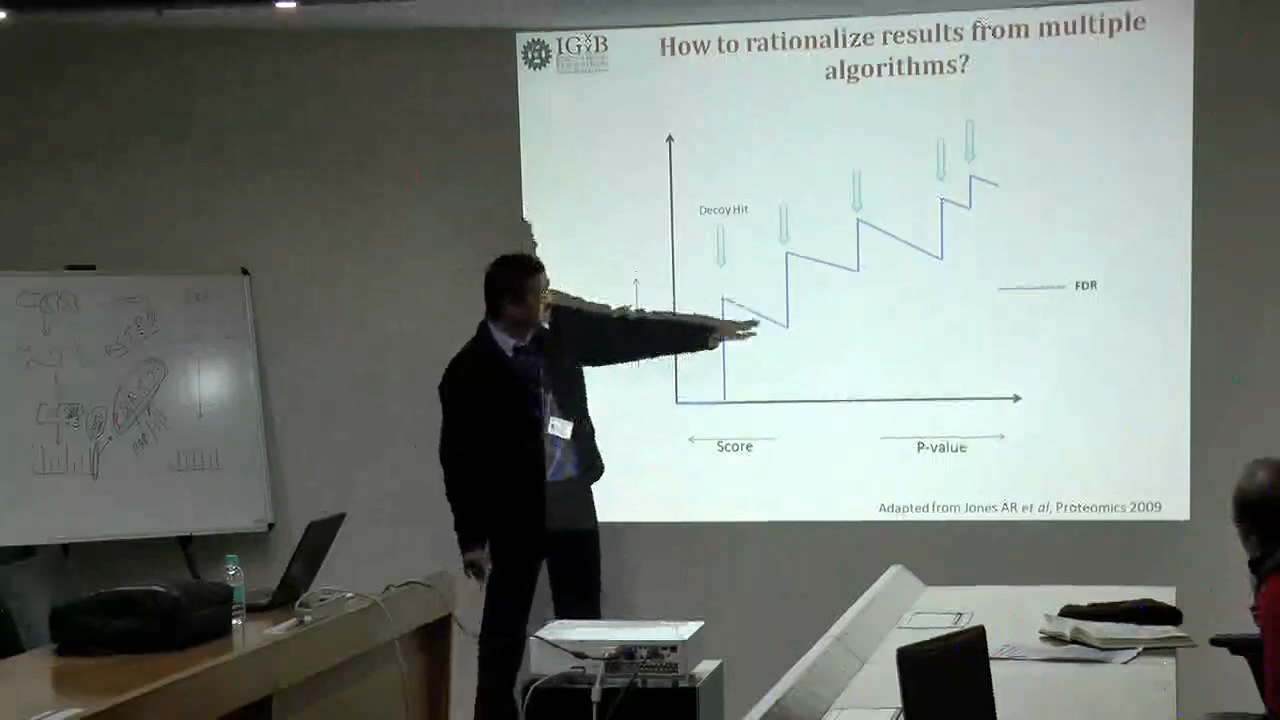 IGIB
How to rationalize results from multiple
algorithms?
Decoy Hit
FDR
Score
P-value
Adapted from Jones AR et al, Proteomics 2009